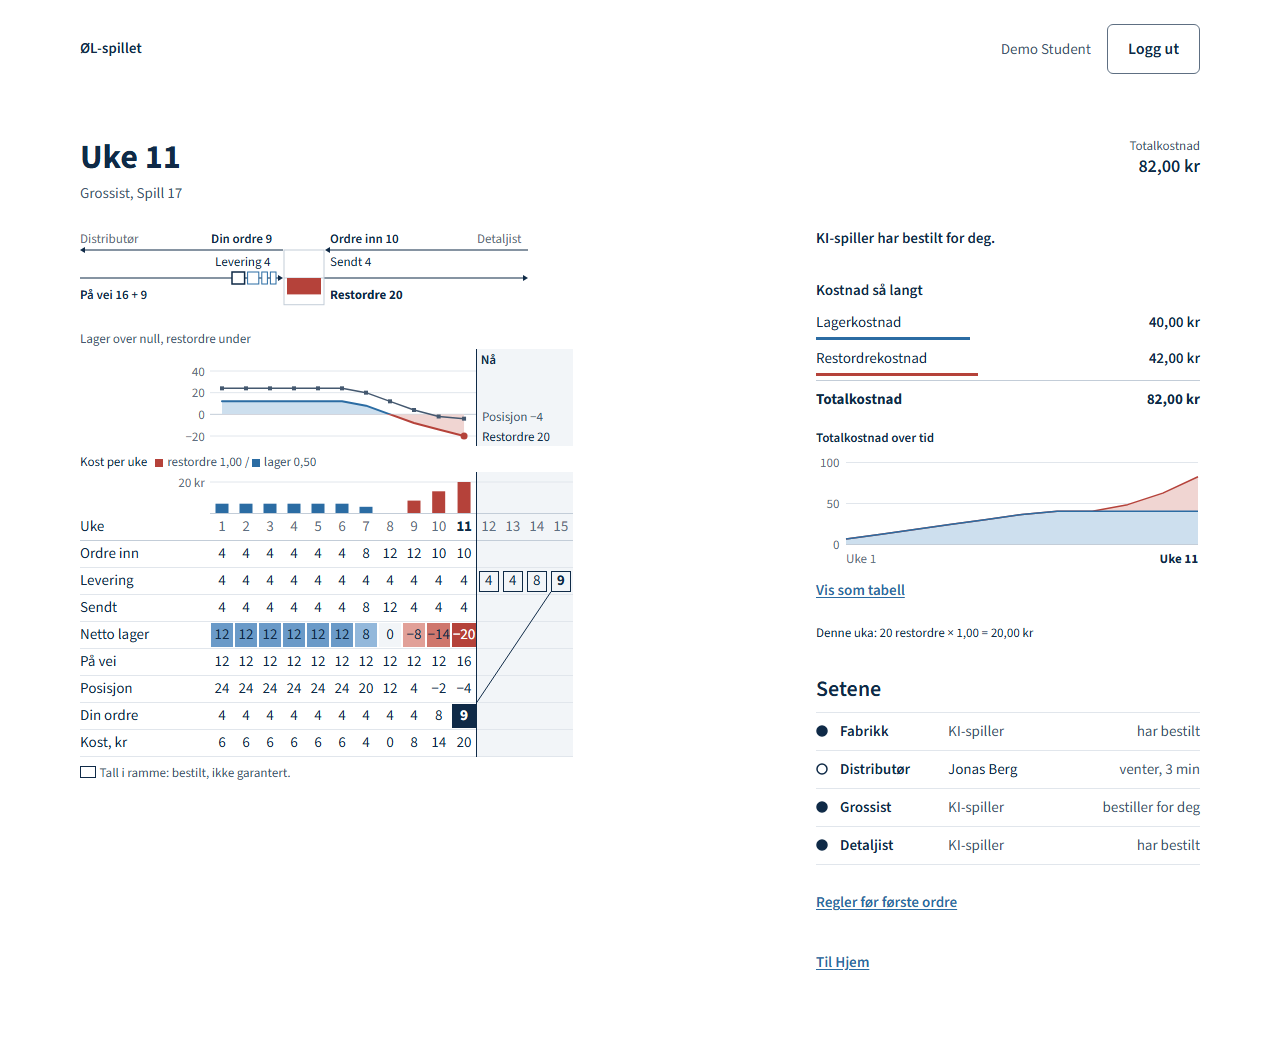 ØL-spillet
Demo Student
Logg ut
Uke 11
Grossist, Spill 17
Totalkostnad
82,00 kr
Distributør
Din ordre 9
Ordre inn 10
Detaljist
Levering 4
Sendt 4
På vei 16 + 9
Restordre 20
Lager over null, restordre under
Nå
40
20
0
−20
Posisjon −4
Restordre 20
Kost per uke restordre 1,00 / lager 0,50
20 kr
Uke 1 2 3 4 5 6 7 8 9 10 11 12 13 14 15
Ordre inn 4 4 4 4 4 4 8 12 12 10 10
Levering 4 4 4 4 4 4 4 4 4 4 4 4 4 8 9
Sendt 4 4 4 4 4 4 8 12 4 4 4
Netto lager 12 12 12 12 12 12 8 0 −8 −14 −20
På vei 12 12 12 12 12 12 12 12 12 12 16
Posisjon 24 24 24 24 24 24 20 12 4 −2 −4
Din ordre 4 4 4 4 4 4 4 4 4 8 9
Kost, kr 6 6 6 6 6 6 4 0 8 14 20
Tall i ramme: bestilt, ikke garantert.
KI-spiller har bestilt for deg.
Kostnad så langt
Lagerkostnad 40,00 kr
Restordrekostnad 42,00 kr
Totalkostnad 82,00 kr
Totalkostnad over tid
100
50
0
Uke 1 Uke 11
Vis som tabell
Denne uka: 20 restordre × 1,00 = 20,00 kr
Setene
Fabrikk KI-spiller har bestilt
Distributør Jonas Berg venter, 3 min
Grossist KI-spiller bestiller for deg
Detaljist KI-spiller har bestilt
Regler før første ordre
Til Hjem